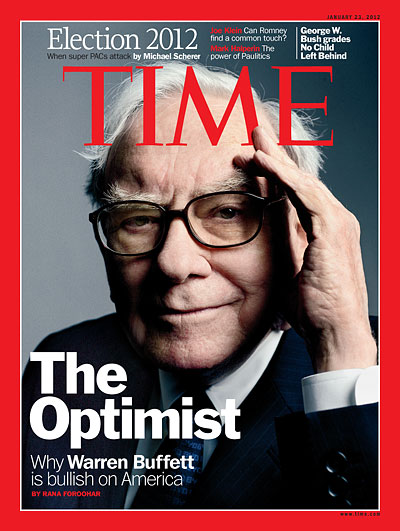 JANUARY 23, 2012
Election 2012
When super PACs attack by Michael Scherer
Joe Klein Can Romney
find a common touch?
Mark Halperin The
power of Paulitics
George W.
Bush grades
No Child
Left Behind
TIME
The
Optimist
Why Warren Buffett
is bullish on America
BY RANA FOROOHAR
www.time.com